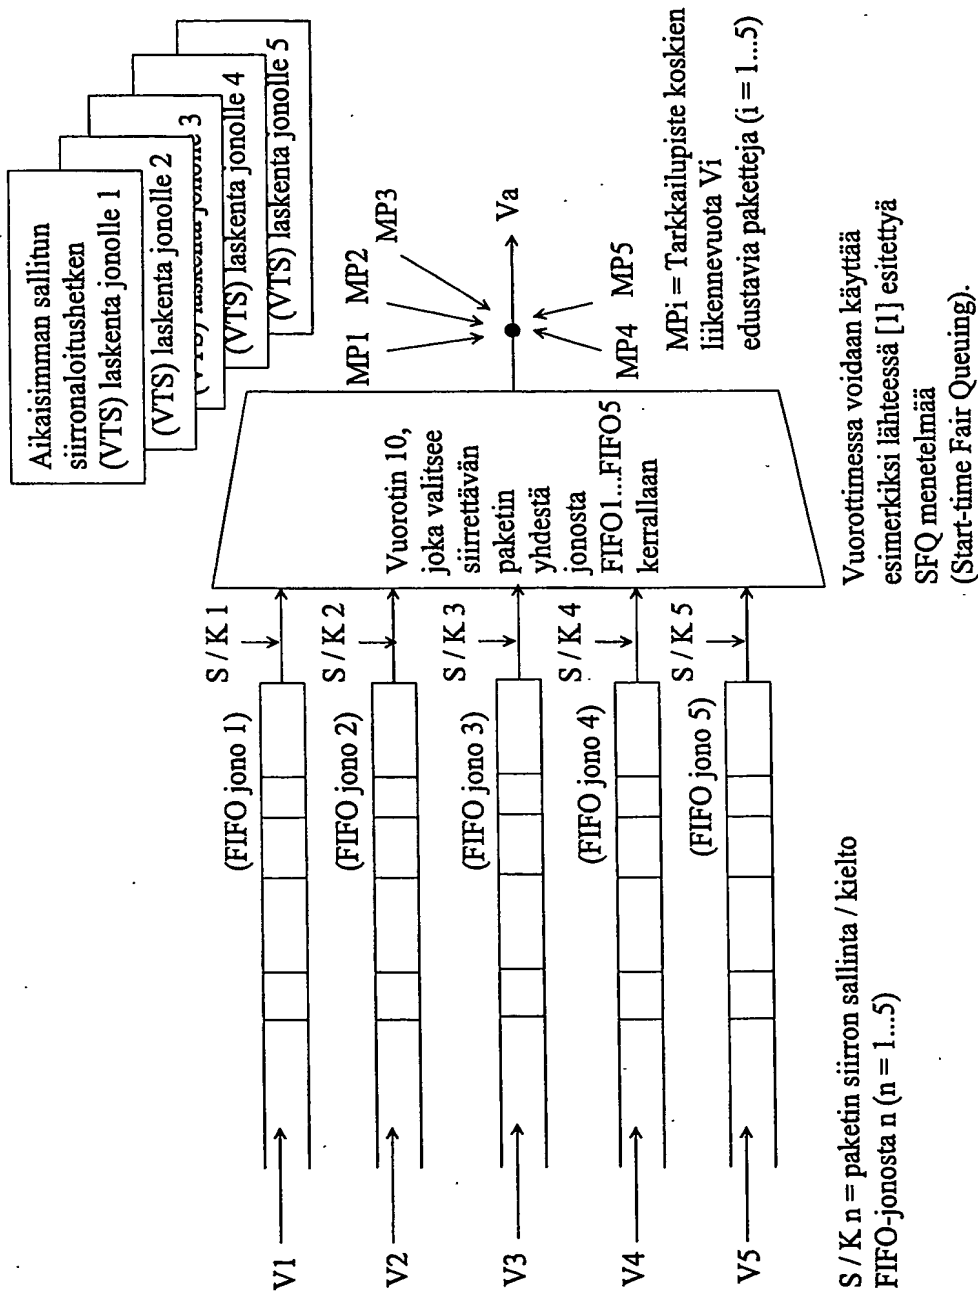 Aikaisimman sallitun
siirronaloitushetken
(VTS) laskenta jonolle 1
(VTS) laskenta jonolle 2
(VTS) laskenta jonolle 3
(VTS) laskenta jonolle 4
(VTS) laskenta jonolle 5
V1
(FIFO jono 1)
S / K 1
V2
(FIFO jono 2)
S / K 2
V3
(FIFO jono 3)
S / K 3
V4
(FIFO jono 4)
S / K 4
V5
(FIFO jono 5)
S / K 5
Vuorotin 10,
joka valitsee
siirrettävän
paketin
yhdestä
jonosta
FIFO1...FIFO5
kerrallaan
MP1
MP2
MP3
Va
MP4
MP5
MPi = Tarkkailupiste koskien
liikennevuota Vi
edustavia paketteja (i = 1...5)
S / K n = paketin siirron sallinta / kielto
FIFO-jonosta n (n = 1...5)
Vuorottimessa voidaan käyttää
esimerkiksi lähteessä [1] esitettyä
SFQ menetelmää
(Start-time Fair Queuing).